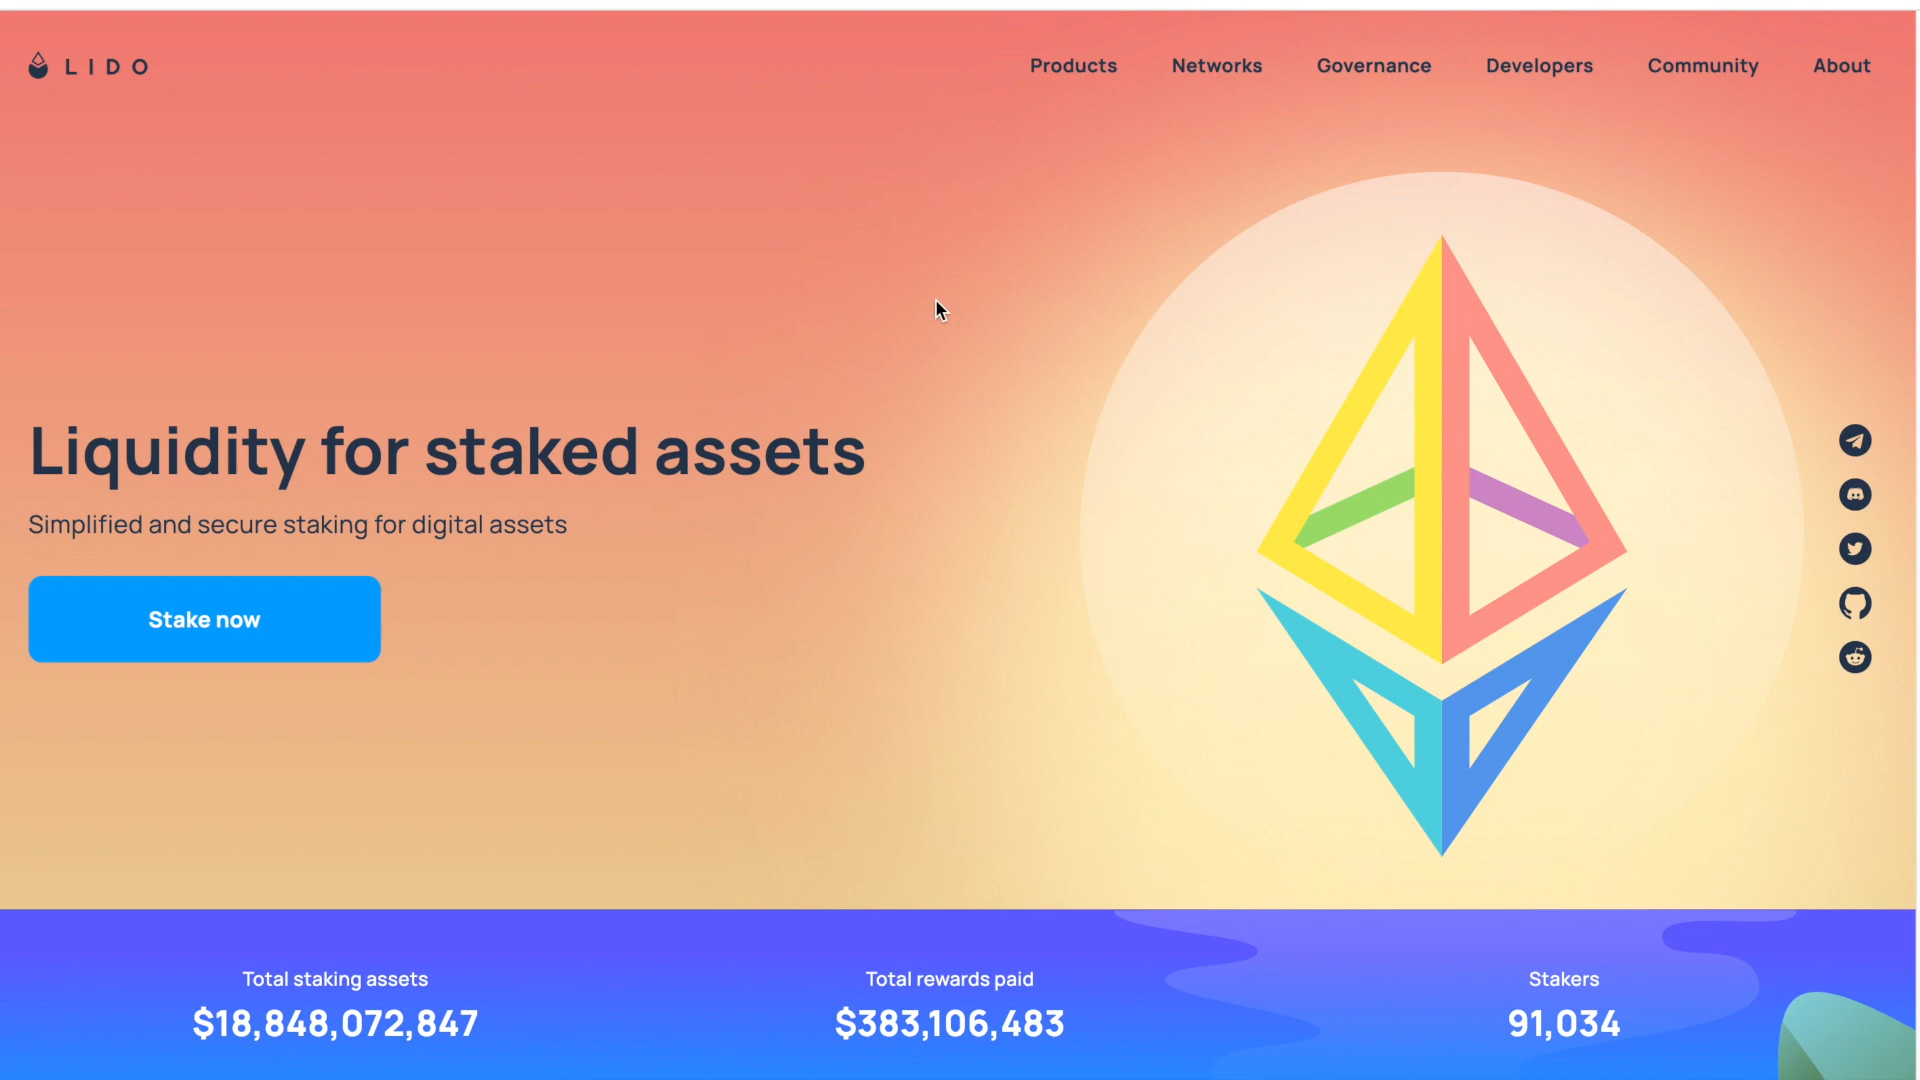 LIDO
Products Networks Governance Developers Community About
Liquidity for staked assets
Simplified and secure staking for digital assets
Stake now
Total staking assets
$18,848,072,847
Total rewards paid
$383,106,483
Stakers
91,034